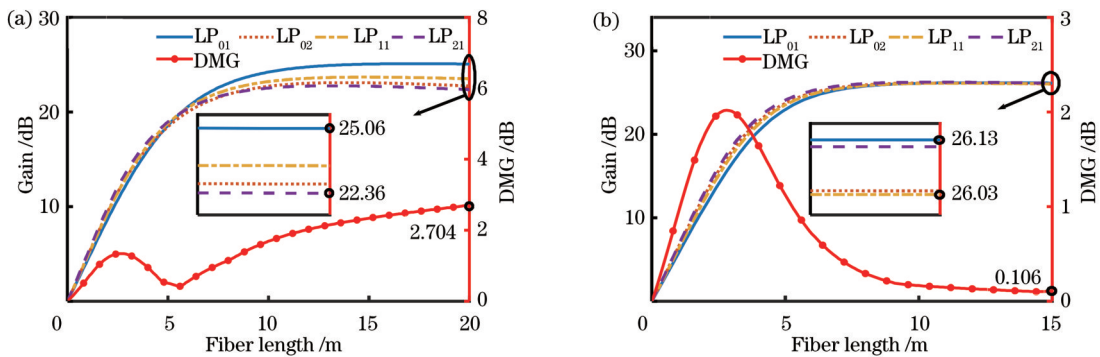 (a)
30
20
10
0
Gain /dB
LP01 LP02 LP11 LP21
DMG
25.06
22.36
2.704
8
6
4
2
0
DMG /dB
0 5 10 15 20
Fiber length /m
(b)
30
20
10
0
Gain /dB
LP01 LP02 LP11 LP21
DMG
26.13
26.03
0.106
3
2
1
0
DMG /dB
0 5 10 15
Fiber length /m